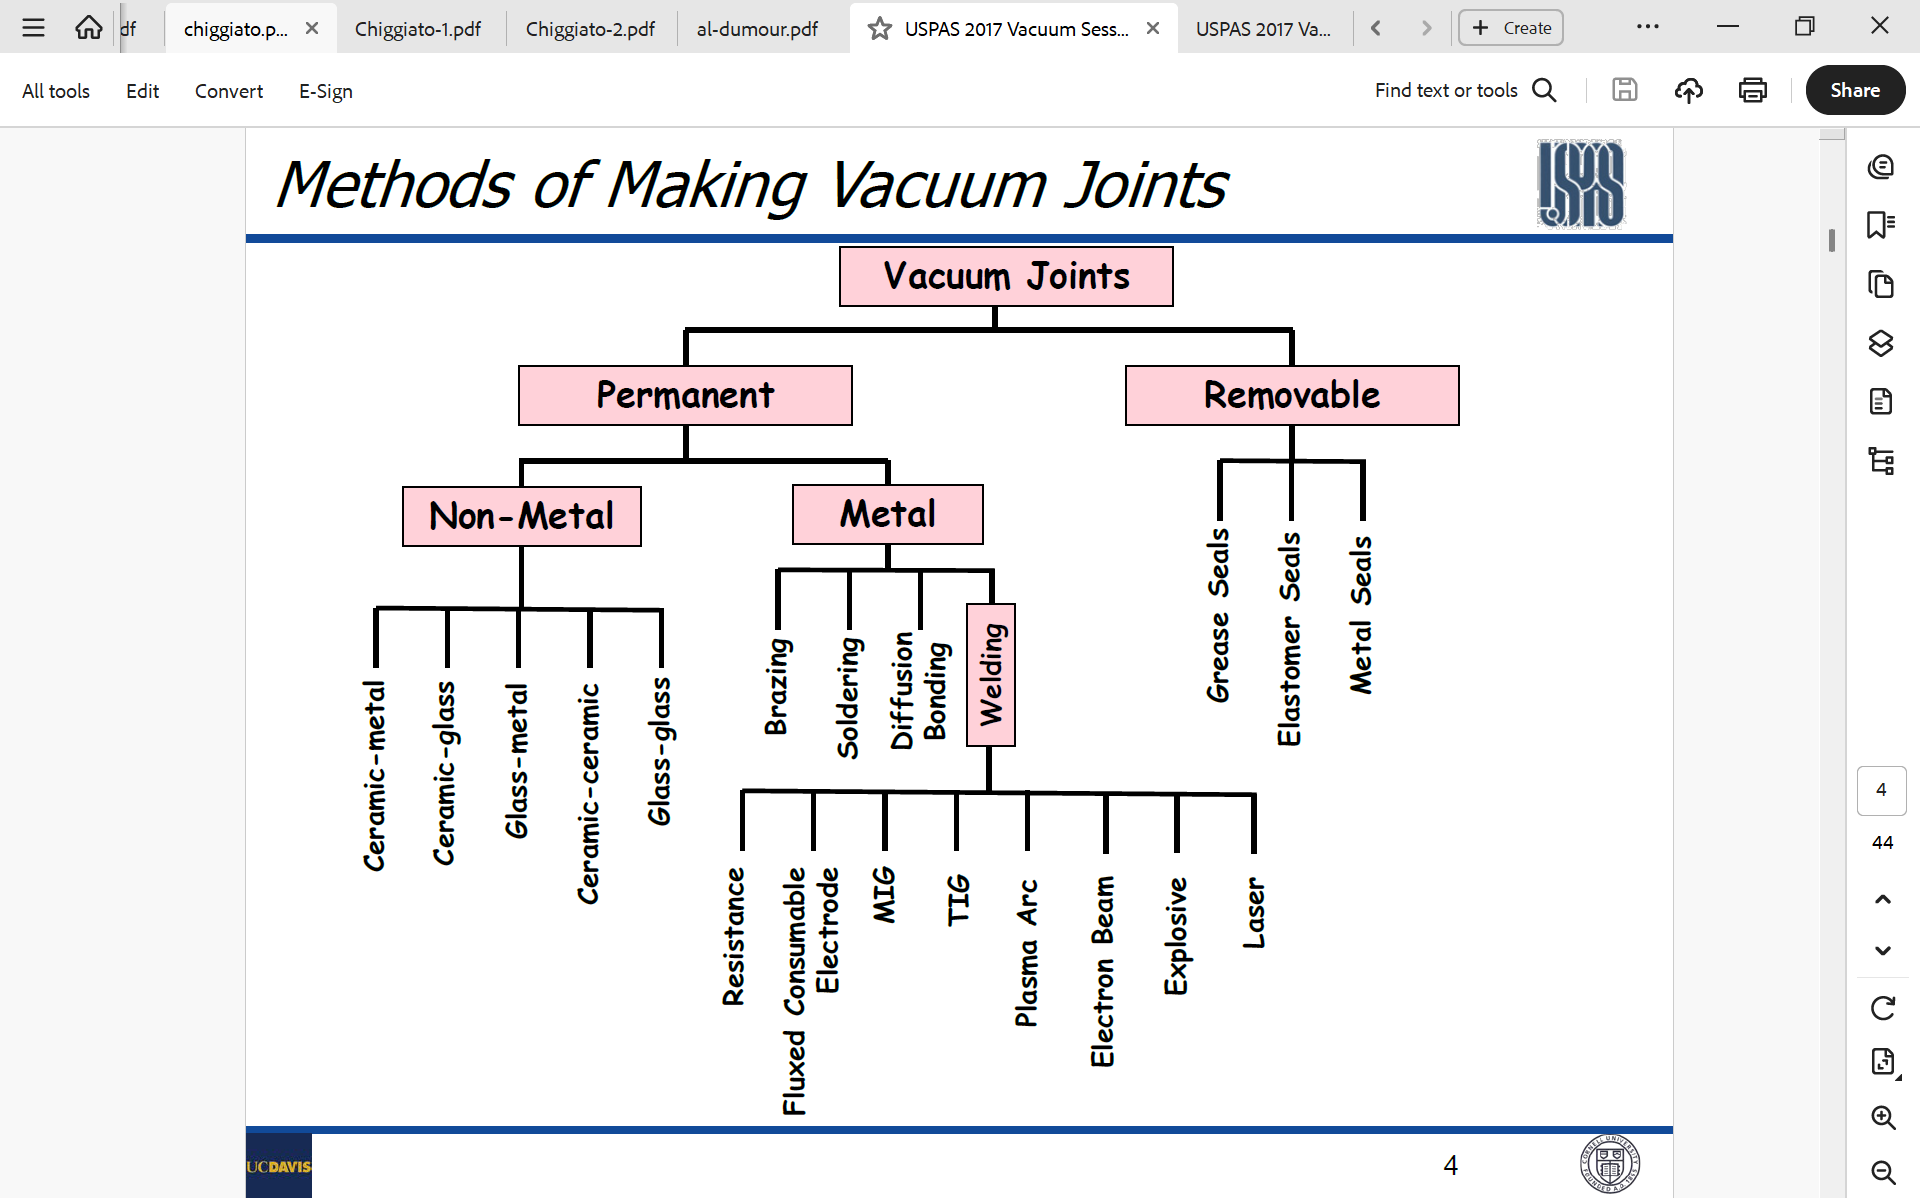 df
chiggiato.p...
Chiggiato-1.pdf
Chiggiato-2.pdf
al-dumour.pdf
USPAS 2017 Vacuum Sess...
USPAS 2017 Va...
Create
All tools
Edit
Convert
E-Sign
Find text or tools
Share
Methods of Making Vacuum Joints
Vacuum Joints
Permanent
Removable
Non-Metal
Metal
Grease Seals
Elastomer Seals
Metal Seals
Ceramic-metal
Ceramic-glass
Glass-metal
Ceramic-ceramic
Glass-glass
Brazing
Soldering
Diffusion
Bonding
Welding
Resistance
Fluxed Consumable
Electrode
MIG
TIG
Plasma Arc
Electron Beam
Explosive
Laser
4
44
UCDAVIS
4